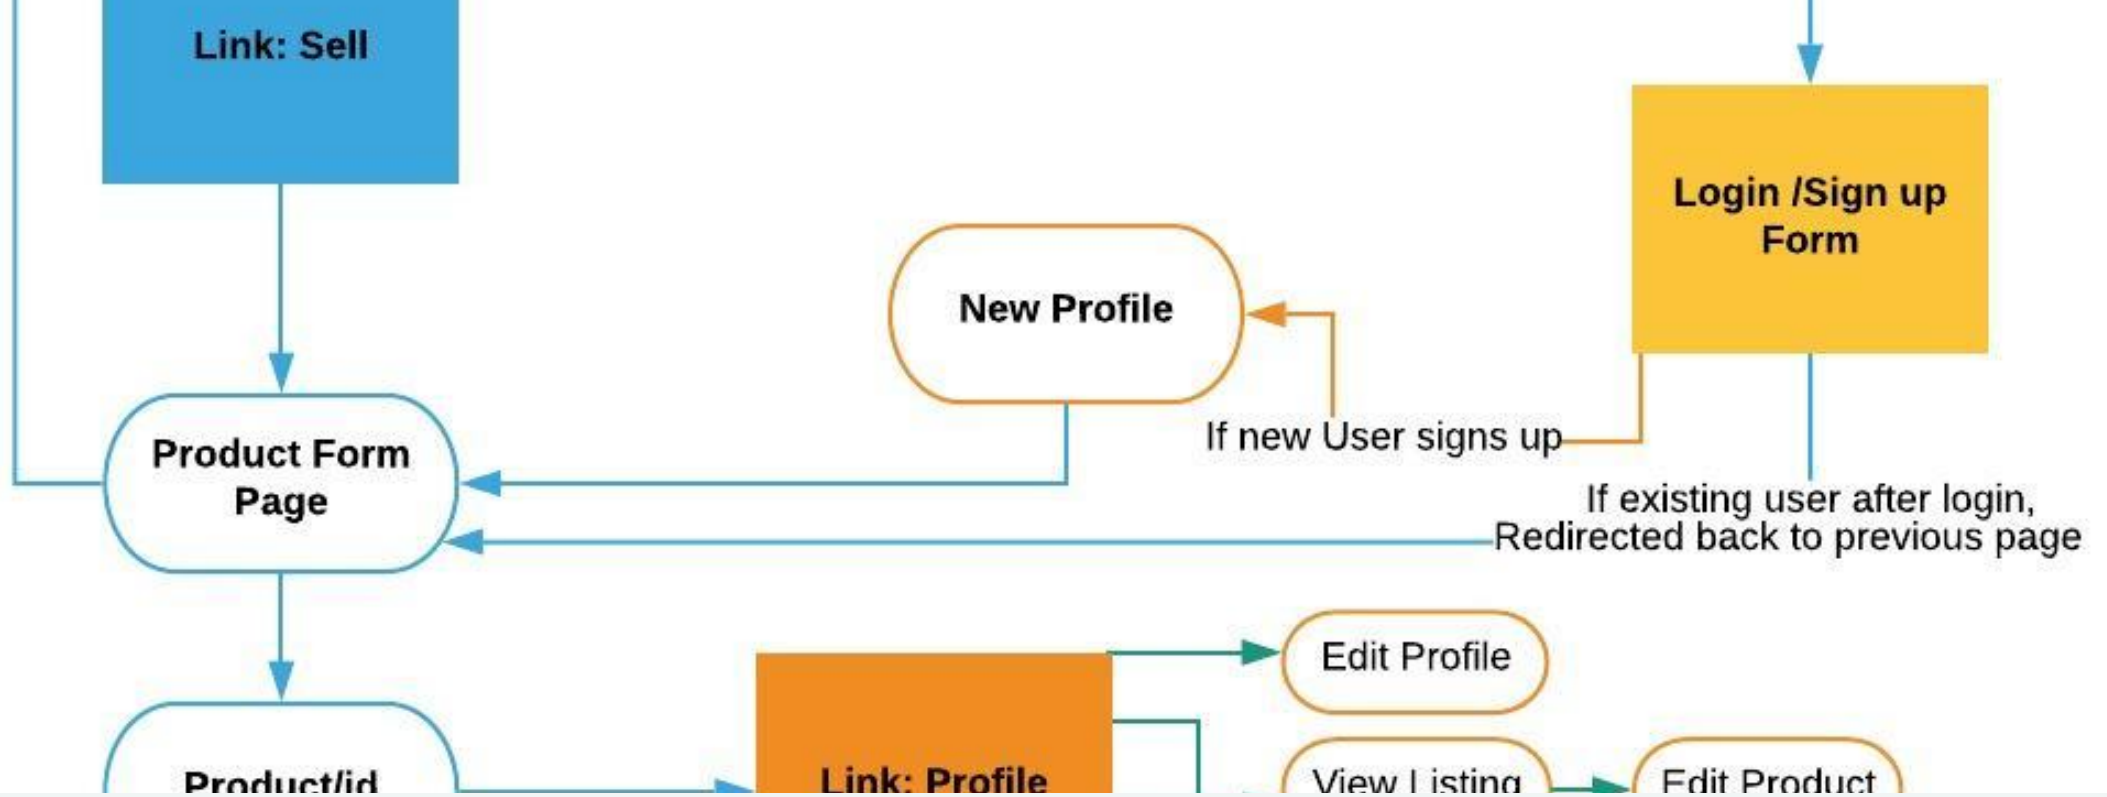 Link: Sell
Login /Sign up
Form
New Profile
If new User signs up
Product Form
Page
If existing user after login,
Redirected back to previous page
Edit Profile
Product/id
Link: Profile
View Listing
Edit Product